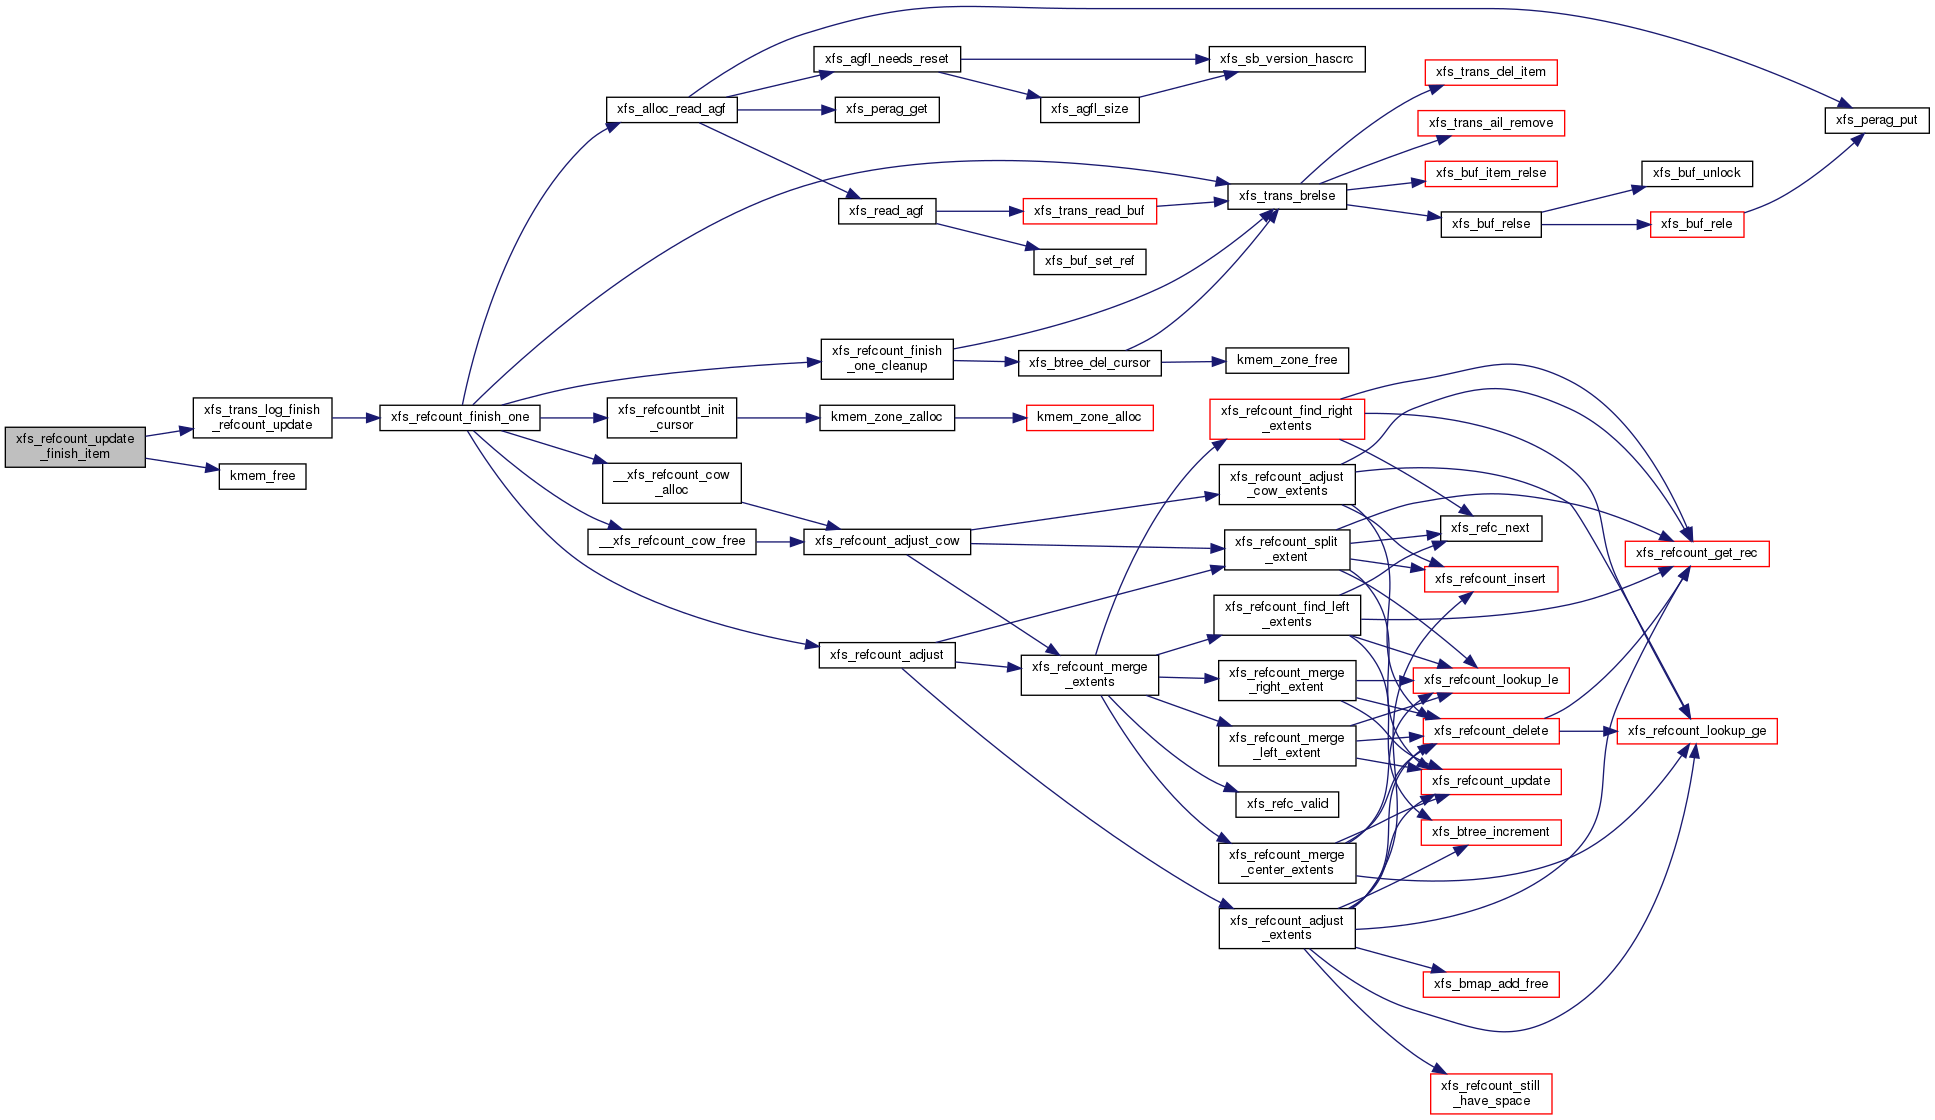 xfs_refcount_update
_finish_item
xfs_trans_log_finish
_refcount_update
kmem_free
xfs_refcount_finish_one
xfs_alloc_read_agf
xfs_refcountbt_init
_cursor
__xfs_refcount_cow
_alloc
__xfs_refcount_cow_free
xfs_agfl_needs_reset
xfs_perag_get
xfs_read_agf
xfs_refcount_finish
_one_cleanup
kmem_zone_zalloc
xfs_refcount_adjust_cow
xfs_refcount_adjust
xfs_agfl_size
xfs_trans_read_buf
xfs_buf_set_ref
xfs_btree_del_cursor
kmem_zone_alloc
xfs_refcount_merge
_extents
xfs_sb_version_hascrc
xfs_trans_brelse
kmem_zone_free
xfs_refcount_find_right
_extents
xfs_refcount_adjust
_cow_extents
xfs_refcount_split
_extent
xfs_refcount_find_left
_extents
xfs_refcount_merge
_right_extent
xfs_refcount_merge
_left_extent
xfs_refc_valid
xfs_refcount_merge
_center_extents
xfs_refcount_adjust
_extents
xfs_trans_del_item
xfs_trans_ail_remove
xfs_buf_item_relse
xfs_buf_relse
xfs_refc_next
xfs_refcount_insert
xfs_refcount_lookup_le
xfs_refcount_delete
xfs_refcount_update
xfs_btree_increment
xfs_bmap_add_free
xfs_refcount_still
_have_space
xfs_buf_unlock
xfs_buf_rele
xfs_refcount_get_rec
xfs_refcount_lookup_ge
xfs_perag_put